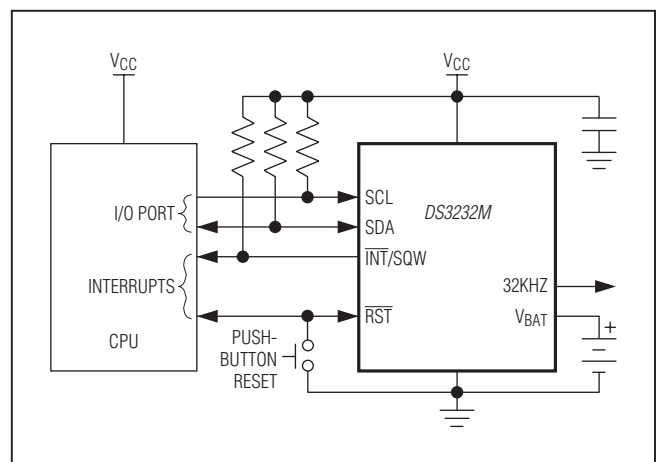 VCC
VCC
SCL
I/O PORT
DS3232M
SDA
INT/SQW
INTERRUPTS
32KHZ
RST
VBAT
+
CPU
PUSH-
BUTTON
RESET